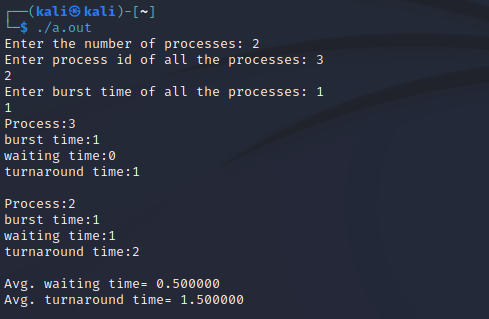 ┌──(kali㉿kali)-[~]
└─$ ./a.out
Enter the number of processes: 2
Enter process id of all the processes: 3
2
Enter burst time of all the processes: 1
1
Process:3
burst time:1
waiting time:0
turnaround time:1

Process:2
burst time:1
waiting time:1
turnaround time:2

Avg. waiting time= 0.500000
Avg. turnaround time= 1.500000